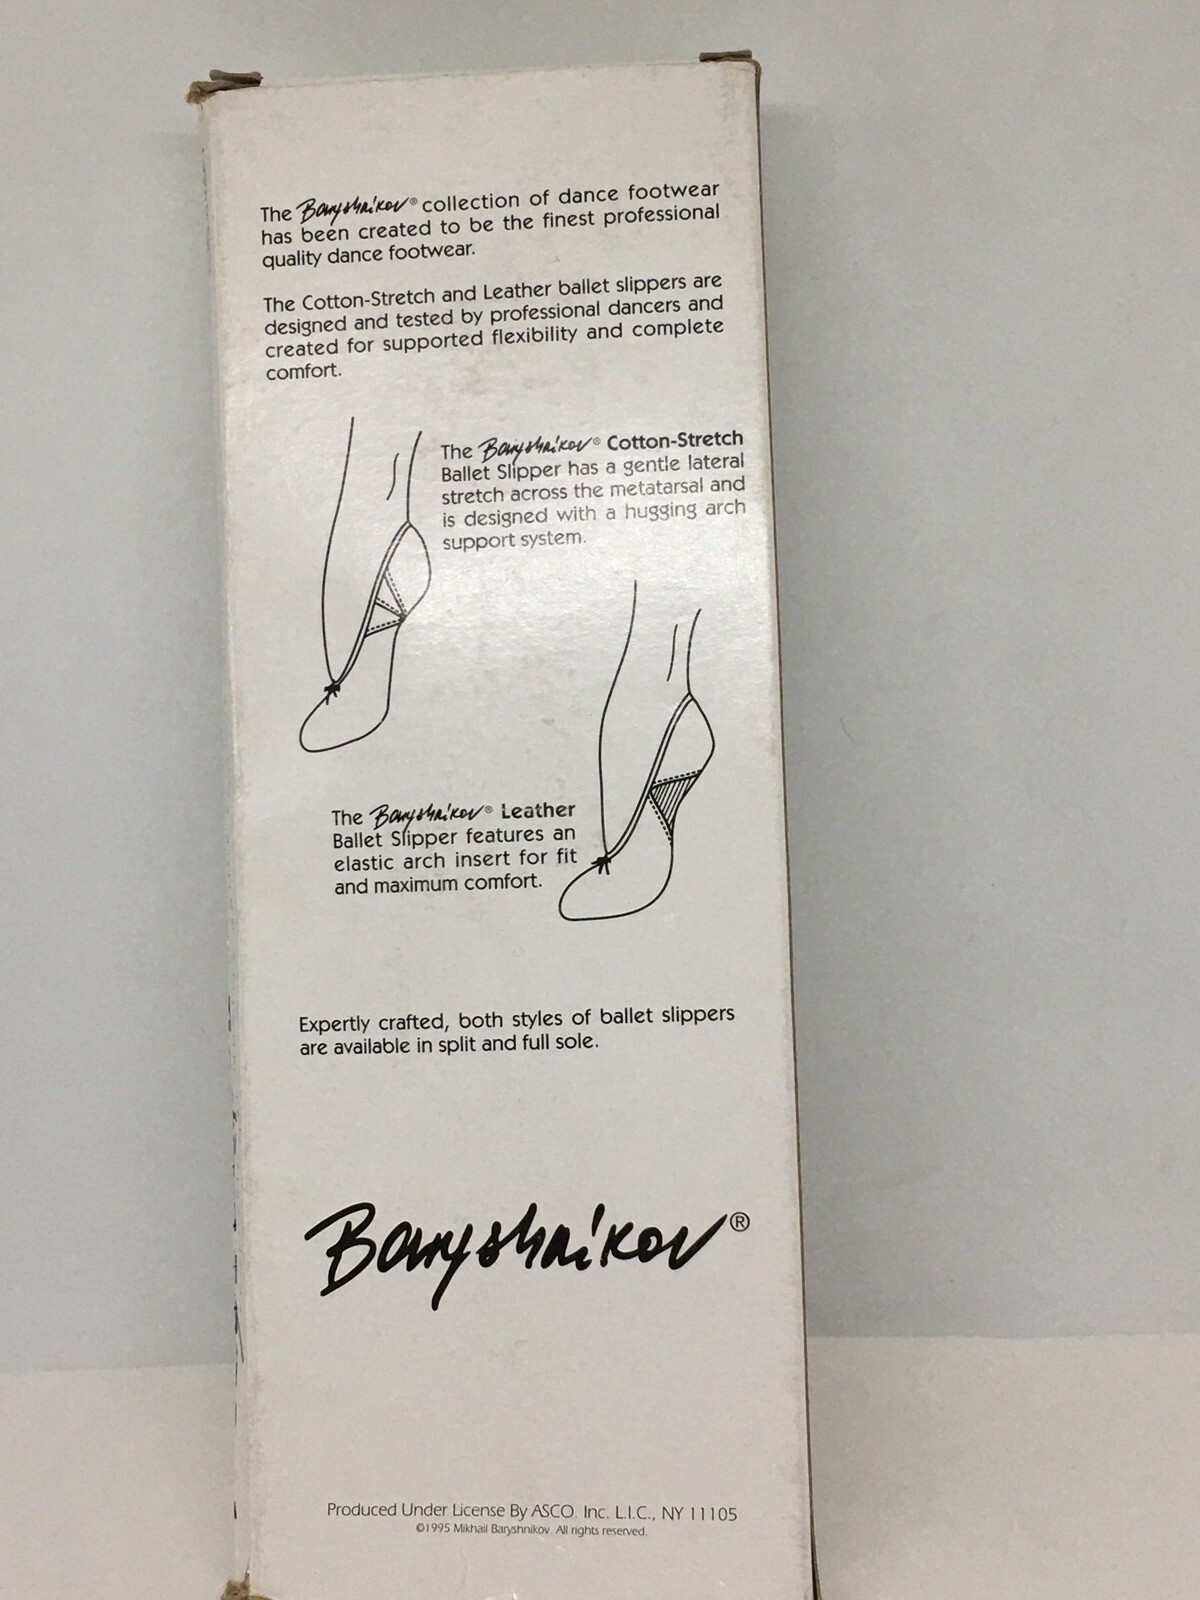 The Baryshnikov® collection of dance footwear
has been created to be the finest professional
quality dance footwear.
The Cotton-Stretch and Leather ballet slippers are
designed and tested by professional dancers and
created for supported flexibility and complete
comfort.
The Baryshnikov® Cotton-Stretch
Ballet Slipper has a gentle lateral
stretch across the metatarsal and
is designed with a hugging arch
support system.
The Baryshnikov® Leather
Ballet Slipper features an
elastic arch insert for fit
and maximum comfort.
Expertly crafted, both styles of ballet slippers
are available in split and full sole.
Baryshnikov®
Produced Under License By ASCO, Inc. L.I.C., NY 11105
©1995 Mikhail Baryshnikov. All rights reserved.